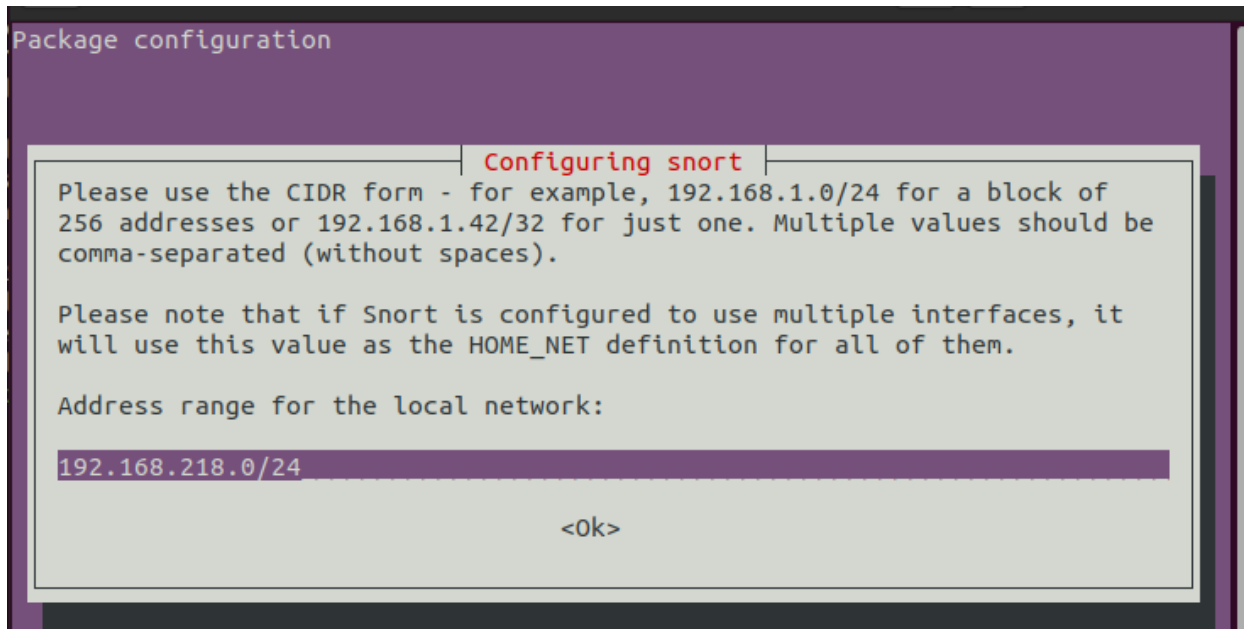 Package configuration
Configuring snort
Please use the CIDR form - for example, 192.168.1.0/24 for a block of
256 addresses or 192.168.1.42/32 for just one. Multiple values should be
comma-separated (without spaces).
Please note that if Snort is configured to use multiple interfaces, it
will use this value as the HOME_NET definition for all of them.
Address range for the local network:
192.168.218.0/24
<Ok>